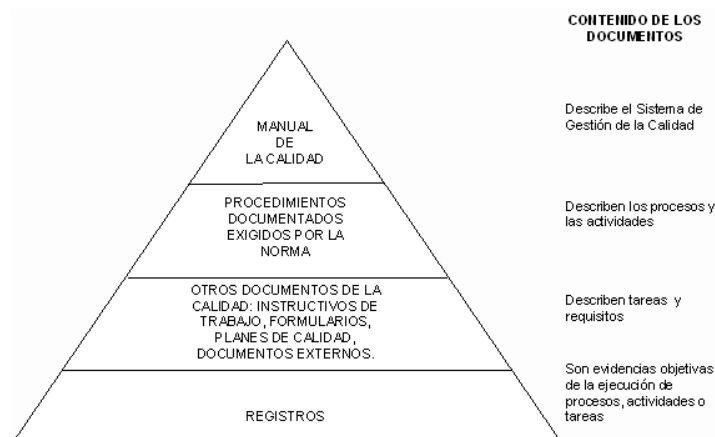 CONTENIDO DE LOS
DOCUMENTOS
MANUAL
DE
LA CALIDAD
Describe el Sistema de
Gestión de la Calidad
PROCEDIMIENTOS
DOCUMENTADOS
EXIGIDOS POR LA
NORMA
Describen los procesos y
las actividades
OTROS DOCUMENTOS DE LA
CALIDAD: INSTRUCTIVOS DE
TRABAJO, FORMULARIOS,
PLANES DE CALIDAD,
DOCUMENTOS EXTERNOS.
Describen tareas y
requisitos
REGISTROS
Son evidencias objetivas
de la ejecución de
procesos, actividades o
tareas